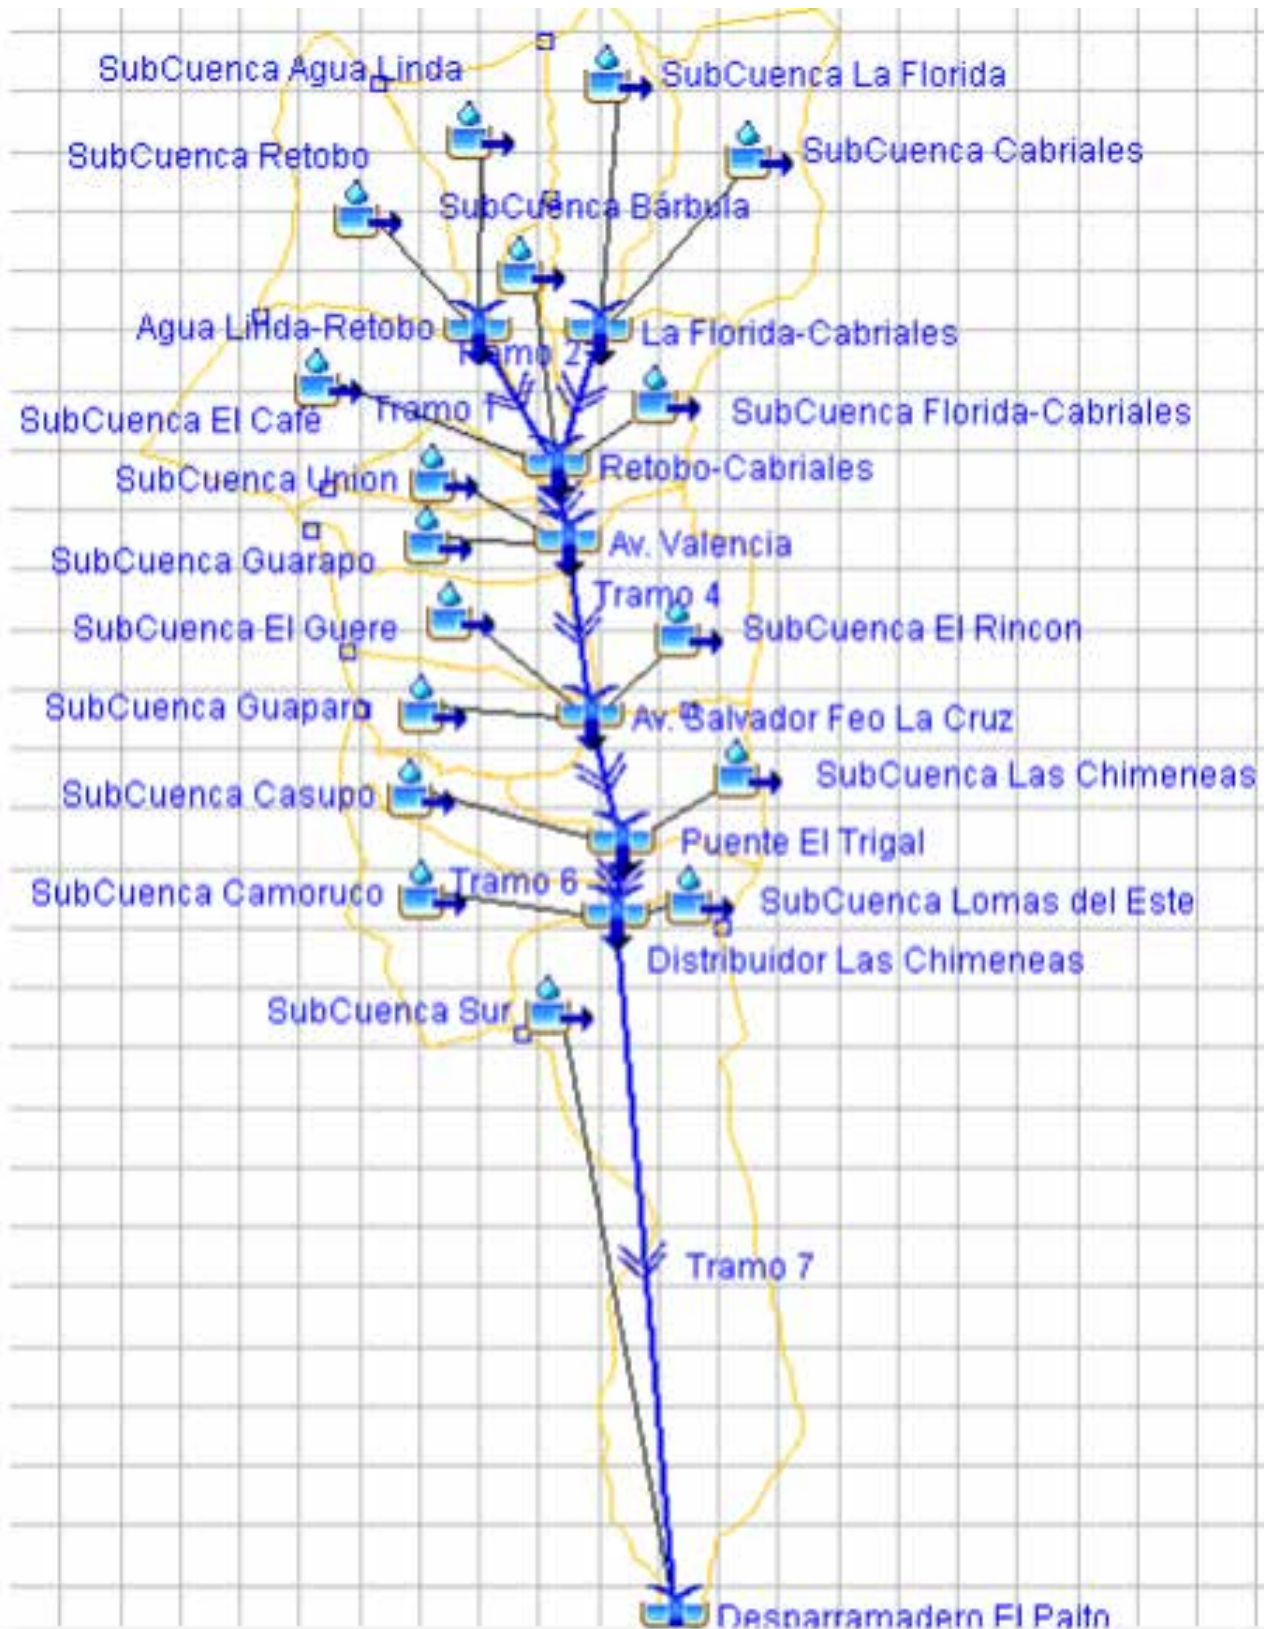 SubCuenca Agua Linda
SubCuenca La Florida
SubCuenca Retobo
SubCuenca Cabriales
SubCuenca Bárbula
Agua Linda-Retobo
La Florida-Cabriales
Tramo 2
SubCuenca El Café
Tramo 1
SubCuenca Florida-Cabriales
Retobo-Cabriales
SubCuenca Union
Av. Valencia
SubCuenca Guarapo
Tramo 4
SubCuenca El Guere
SubCuenca El Rincon
SubCuenca Guaparo
Av. Salvador Feo La Cruz
SubCuenca Casupo
SubCuenca Las Chimeneas
Puente El Trigal
SubCuenca Camoruco
Tramo 6
SubCuenca Lomas del Este
Distribuidor Las Chimeneas
SubCuenca Sur
Tramo 7
Desparramadero El Paito